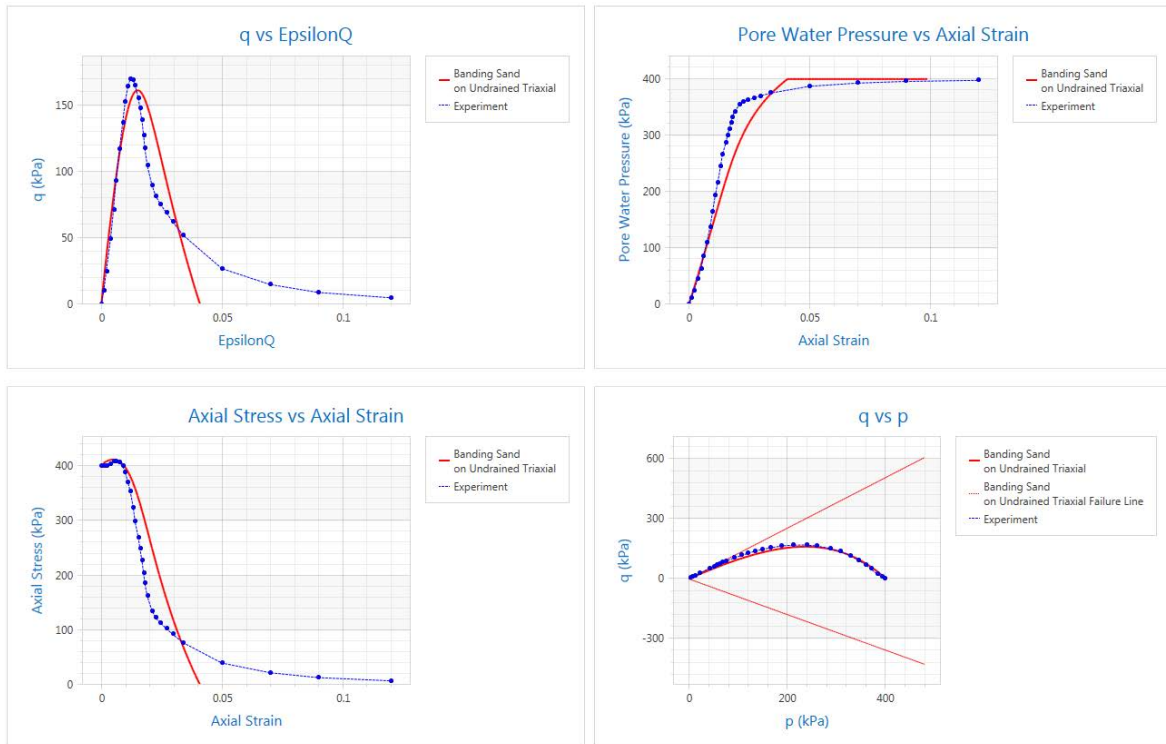 q vs EpsilonQ
Banding Sand
on Undrained Triaxial
Experiment
q (kPa)
150
100
50
0
0
0.05
0.1
EpsilonQ
Pore Water Pressure vs Axial Strain
Banding Sand
on Undrained Triaxial
Experiment
Pore Water Pressure (kPa)
400
300
200
100
0
0
0.05
0.1
Axial Strain
Axial Stress vs Axial Strain
Banding Sand
on Undrained Triaxial
Experiment
Axial Stress (kPa)
400
300
200
100
0
0
0.05
0.1
Axial Strain
q vs p
Banding Sand
on Undrained Triaxial
Banding Sand
on Undrained Triaxial Failure Line
Experiment
q (kPa)
600
300
0
-300
0
200
400
p (kPa)